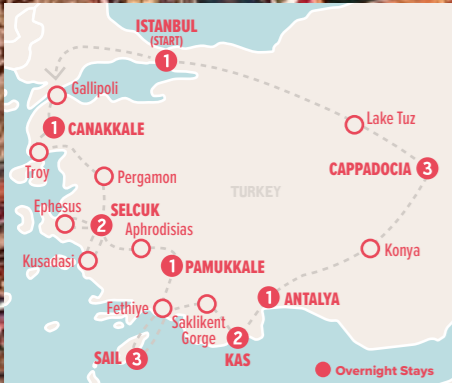 ISTANBUL
(START)
1
Gallipoli
1 CANAKKALE
Lake Tuz
Troy
Pergamon
CAPPADOCIA 3
TURKEY
Ephesus
SELCUK
2
Aphrodisias
Kusadasi
1 PAMUKKALE
Konya
Fethiye
1 ANTALYA
Saklikent
Gorge
2
KAS
SAIL 3
Overnight Stays